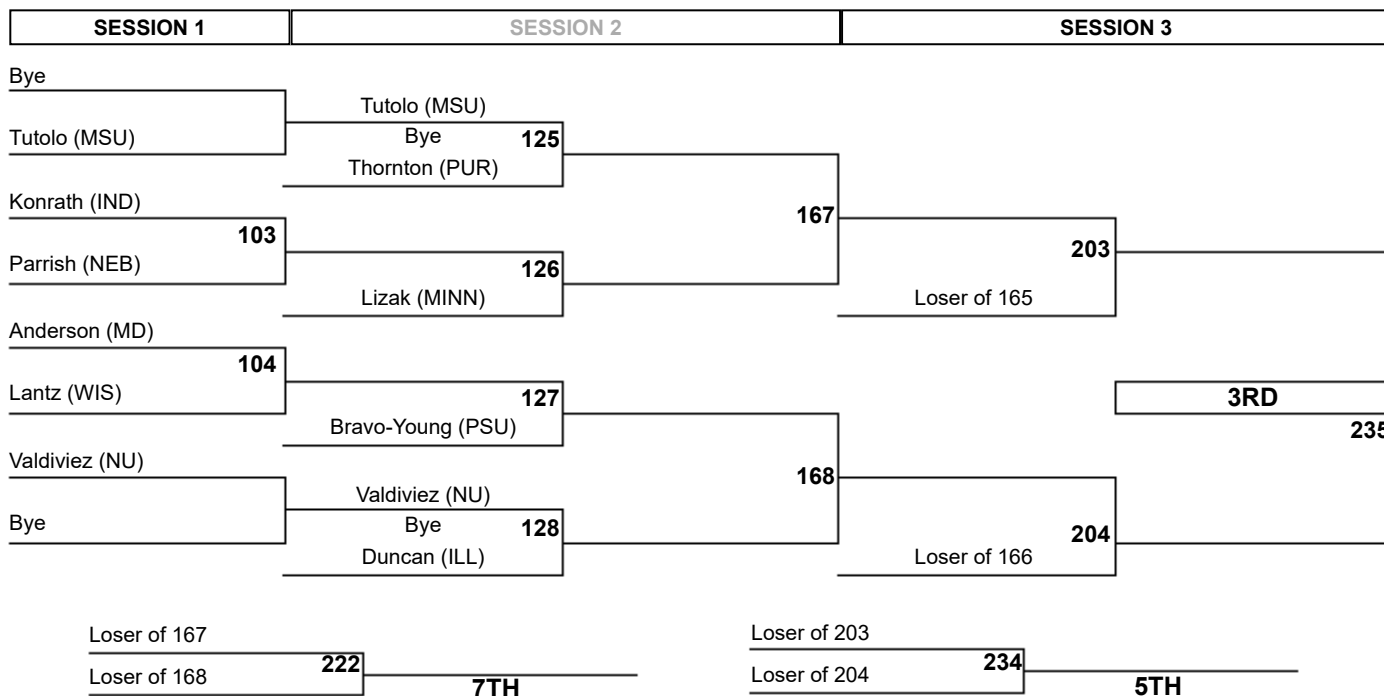 SESSION 1
SESSION 2
SESSION 3
Bye
Tutolo (MSU)
Tutolo (MSU)
Bye
125
Thornton (PUR)
Konrath (IND)
103
Parrish (NEB)
126
Lizak (MINN)
167
203
Loser of 165
Anderson (MD)
104
Lantz (WIS)
127
Bravo-Young (PSU)
3RD
235
Valdiviez (NU)
168
Valdiviez (NU)
Bye
Bye
128
Duncan (ILL)
204
Loser of 166
Loser of 167
222
Loser of 168
7TH
Loser of 203
234
Loser of 204
5TH